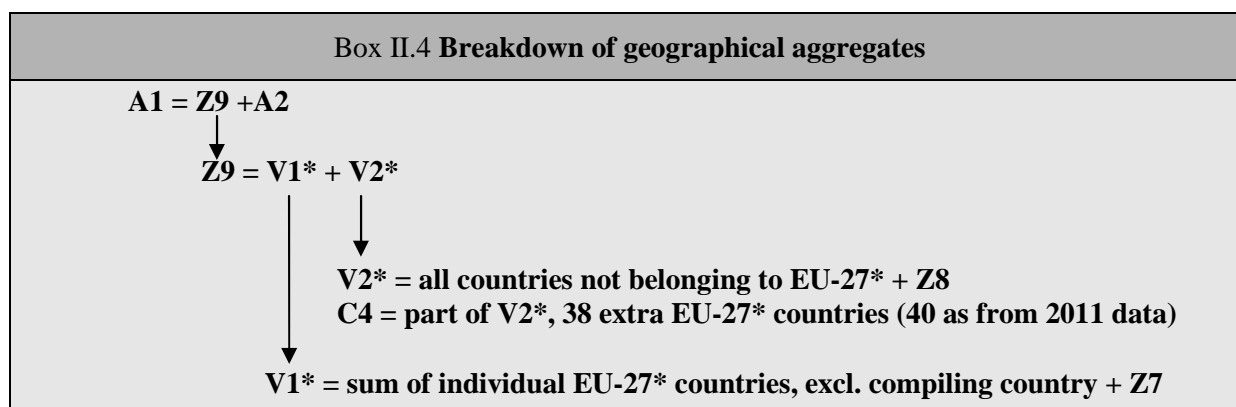 Box II.4 Breakdown of geographical aggregates
A1 = Z9 +A2
Z9 = V1* + V2*
V2* = all countries not belonging to EU-27* + Z8
C4 = part of V2*, 38 extra EU-27* countries (40 as from 2011 data)
V1* = sum of individual EU-27* countries, excl. compiling country + Z7